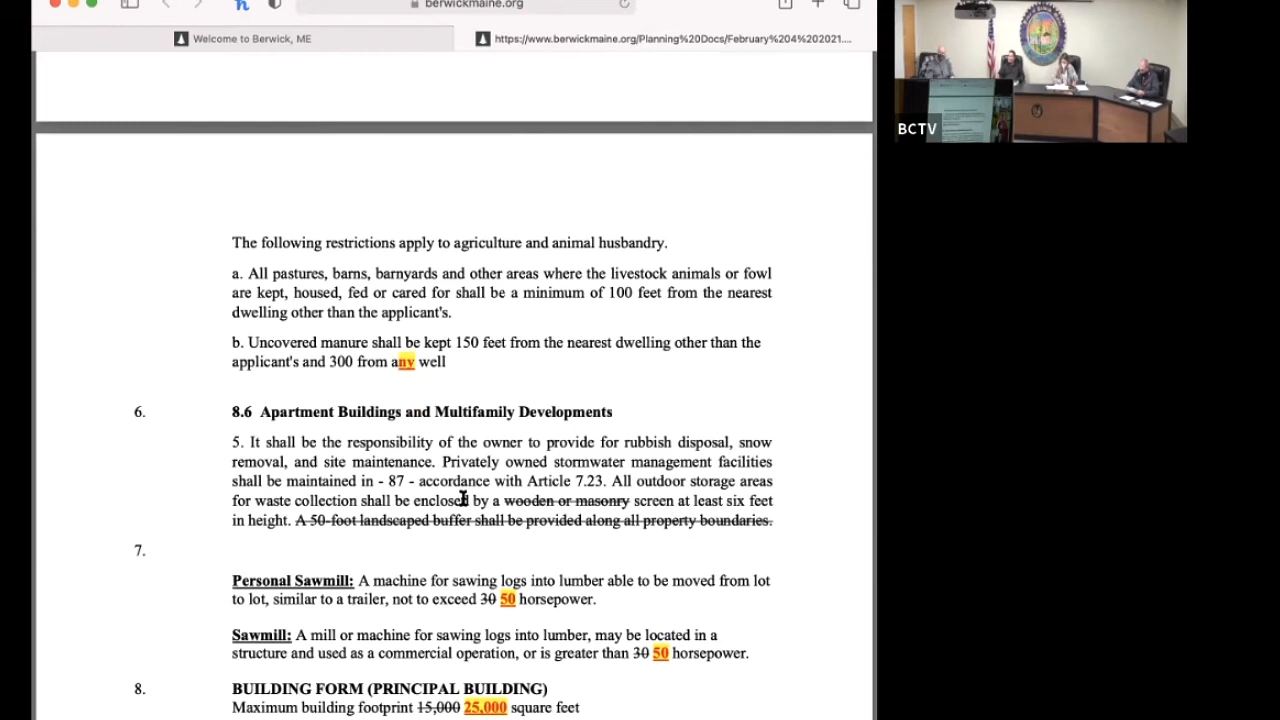 berwickmaine.org
Welcome to Berwick, ME
https://www.berwickmaine.org/Planning%20Docs/February%204%202021....
BCTV
The following restrictions apply to agriculture and animal husbandry.
a. All pastures, barns, barnyards and other areas where the livestock animals or fowl
are kept, housed, fed or cared for shall be a minimum of 100 feet from the nearest
dwelling other than the applicant's.
b. Uncovered manure shall be kept 150 feet from the nearest dwelling other than the
applicant's and 300 from any well
6. 8.6 Apartment Buildings and Multifamily Developments
5. It shall be the responsibility of the owner to provide for rubbish disposal, snow
removal, and site maintenance. Privately owned stormwater management facilities
shall be maintained in - 87 - accordance with Article 7.23. All outdoor storage areas
for waste collection shall be enclosed by a wooden or masonry screen at least six feet
in height. A 50-foot landscaped buffer shall be provided along all property boundaries.
7.
Personal Sawmill: A machine for sawing logs into lumber able to be moved from lot
to lot, similar to a trailer, not to exceed 30 50 horsepower.
Sawmill: A mill or machine for sawing logs into lumber, may be located in a
structure and used as a commercial operation, or is greater than 30 50 horsepower.
8. BUILDING FORM (PRINCIPAL BUILDING)
Maximum building footprint 15,000 25,000 square feet